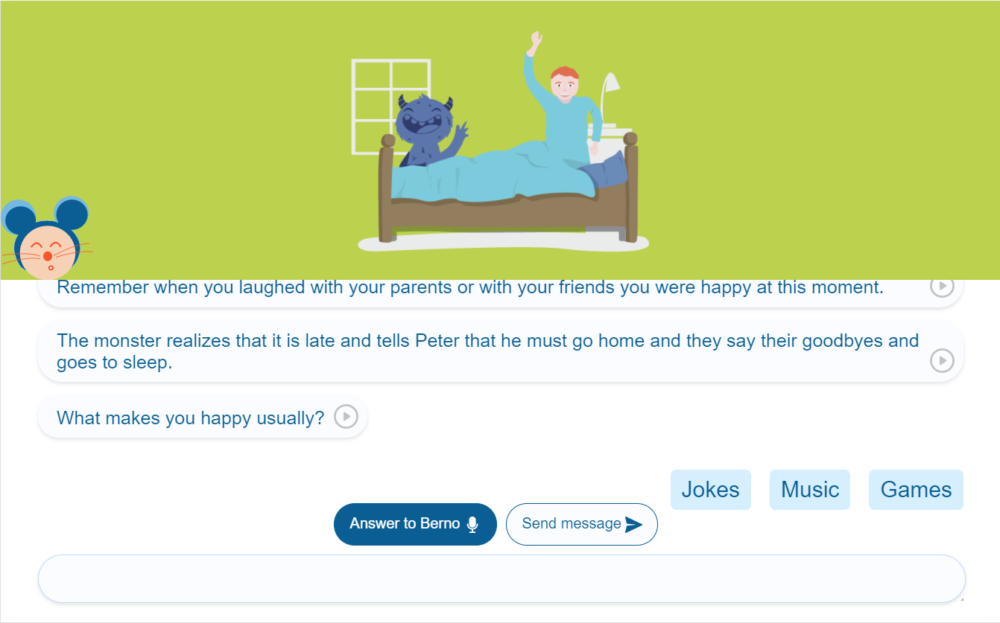 Remember when you laughed with your parents or with your friends you were happy at this moment.
The monster realizes that it is late and tells Peter that he must go home and they say their goodbyes and
goes to sleep.
What makes you happy usually?
Jokes Music Games
Answer to Berno Send message